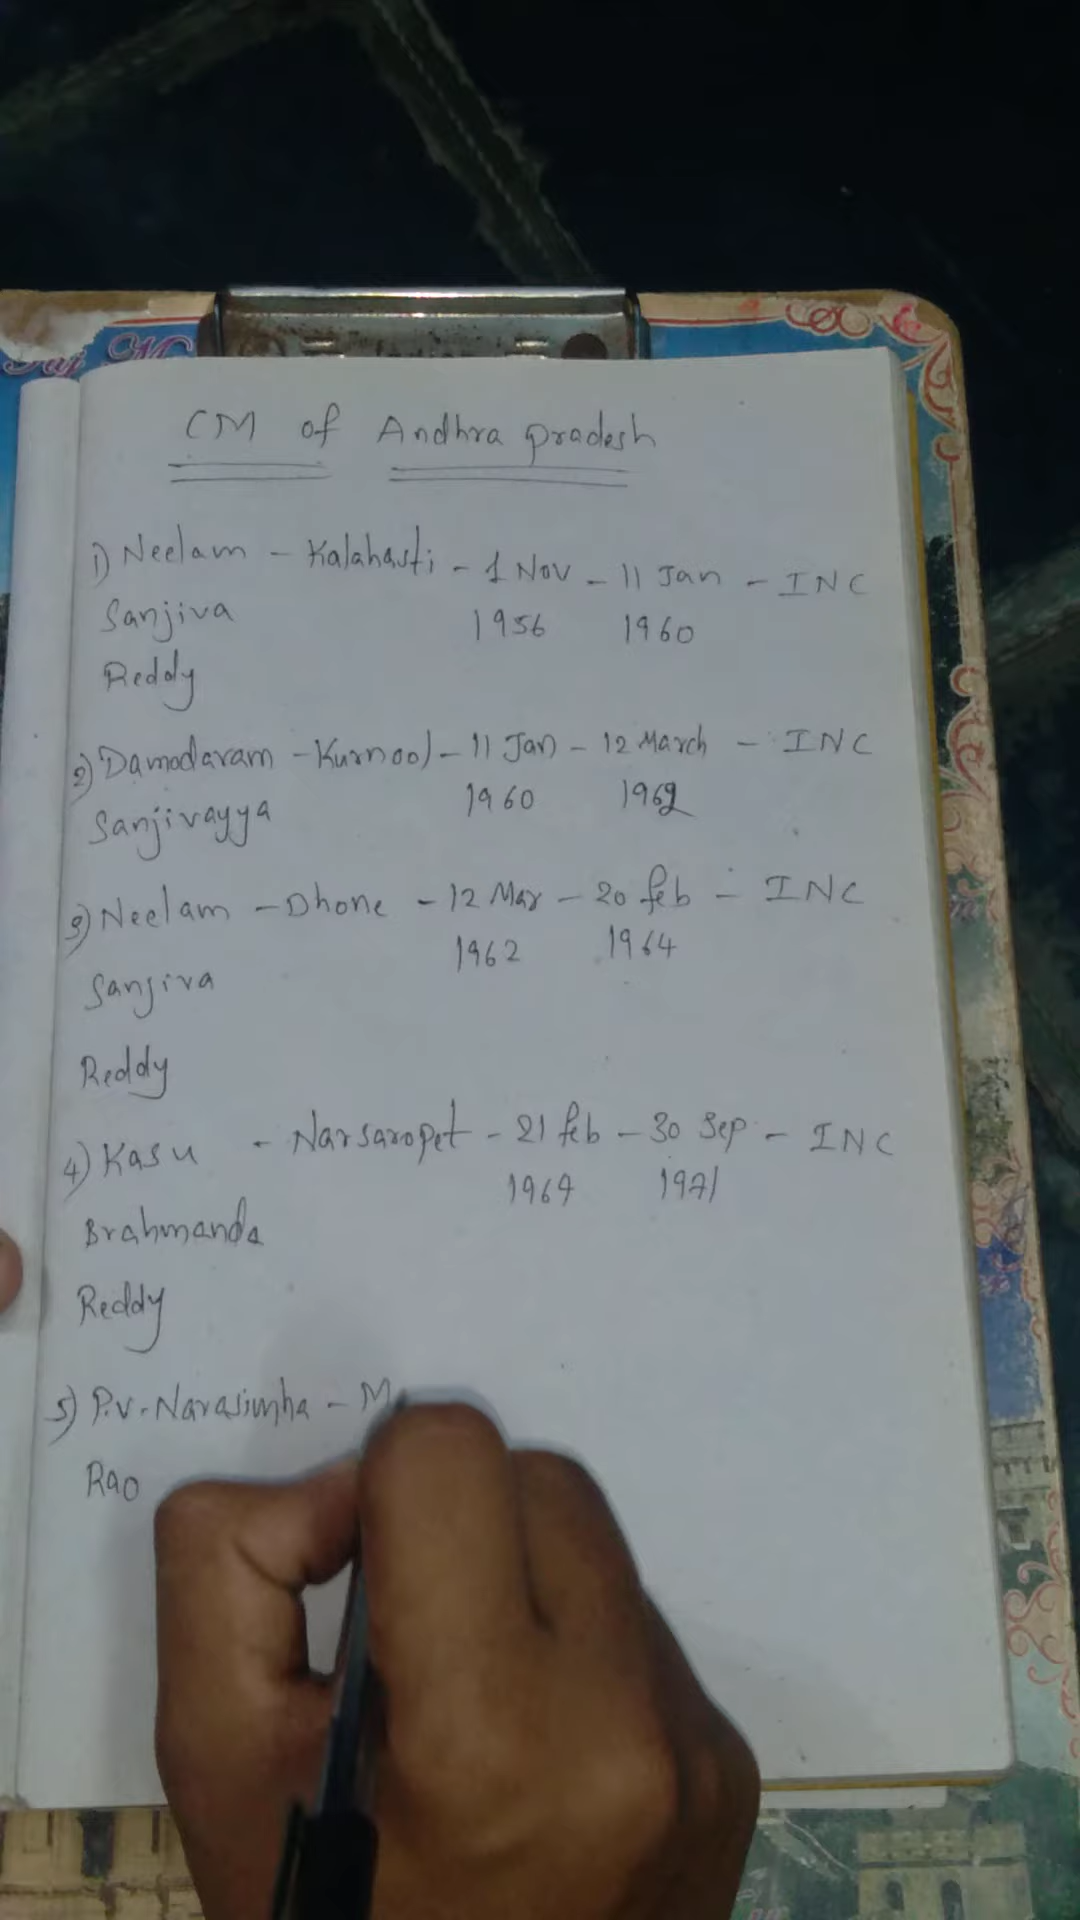 Taj M
CM of Andhra pradesh
1) Neelam - Kalahasti - 1 Nov - 11 Jan - INC
Sanjiva 1956 1960
Reddy
2) Damodaram - Kurnool - 11 Jan - 12 March - INC
Sanjivayya 1960 1962
3) Neelam - Dhone - 12 Mar - 20 feb - INC
Sanjiva 1962 1964
Reddy
4) Kasu - Narsaropet - 21 feb - 30 Sep - INC
Brahmanda 1964 1971
Reddy
5) P.V. Narasimha - M
Rao